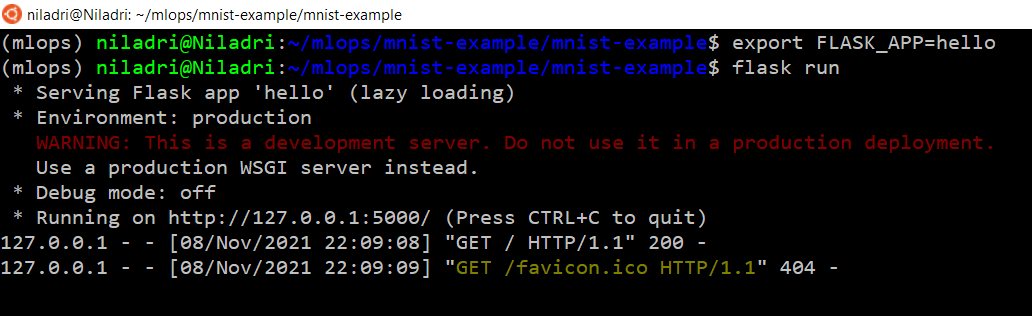 niladri@Niladri: ~/mlops/mnist-example/mnist-example
(mlops) niladri@Niladri:~/mlops/mnist-example/mnist-example$ export FLASK_APP=hello
(mlops) niladri@Niladri:~/mlops/mnist-example/mnist-example$ flask run
 * Serving Flask app 'hello' (lazy loading)
 * Environment: production
   WARNING: This is a development server. Do not use it in a production deployment.
   Use a production WSGI server instead.
 * Debug mode: off
 * Running on http://127.0.0.1:5000/ (Press CTRL+C to quit)
127.0.0.1 - - [08/Nov/2021 22:09:08] "GET / HTTP/1.1" 200 -
127.0.0.1 - - [08/Nov/2021 22:09:09] "GET /favicon.ico HTTP/1.1" 404 -